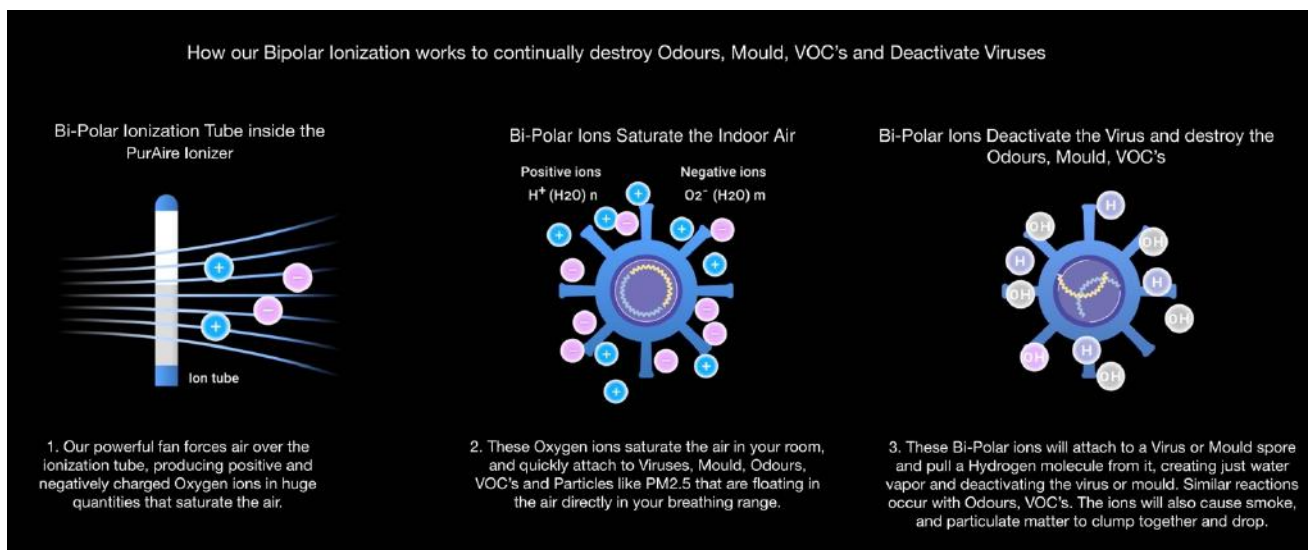 How our Bipolar Ionization works to continually destroy Odours, Mould, VOC's and Deactivate Viruses
Bi-Polar Ionization Tube inside the
PurAire Ionizer
+
−
−
+
Ion tube
1. Our powerful fan forces air over the
ionization tube, producing positive and
negatively charged Oxygen ions in huge
quantities that saturate the air.
Bi-Polar Ions Saturate the Indoor Air
Positive ions
H⁺ (H2O) n
Negative ions
O2⁻ (H2O) m
+
+
−
+
−
+
−
+
−
−
−
+
−
+
+
2. These Oxygen ions saturate the air in your room,
and quickly attach to Viruses, Mould, Odours,
VOC's and Particles like PM2.5 that are floating in
the air directly in your breathing range.
Bi-Polar Ions Deactivate the Virus and destroy the
Odours, Mould, VOC's
H
OH
OH
H
H
OH
OH
H
OH
OH
3. These Bi-Polar ions will attach to a Virus or Mould spore
and pull a Hydrogen molecule from it, creating just water
vapor and deactivating the virus or mould. Similar reactions
occur with Odours, VOC's. The ions will also cause smoke,
and particulate matter to clump together and drop.